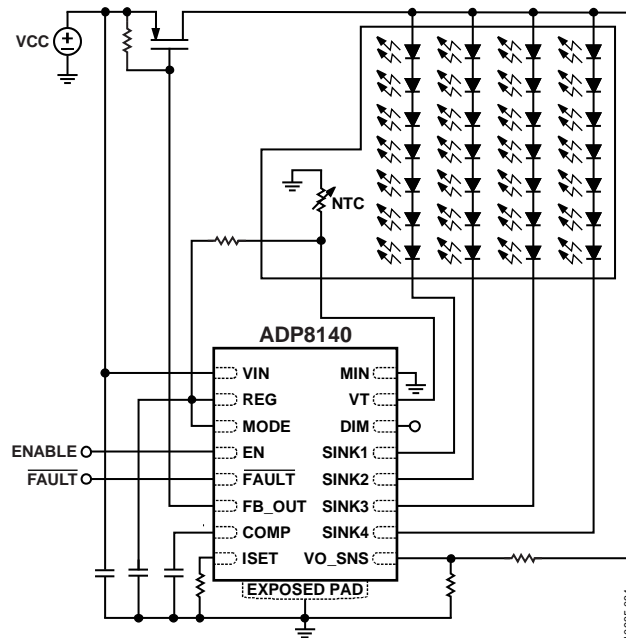 VCC
NTC
ADP8140
VIN
MIN
REG
VT
MODE
DIM
ENABLE
EN
SINK1
FAULT
FAULT
SINK2
FB_OUT
SINK3
COMP
SINK4
ISET
VO_SNS
EXPOSED PAD